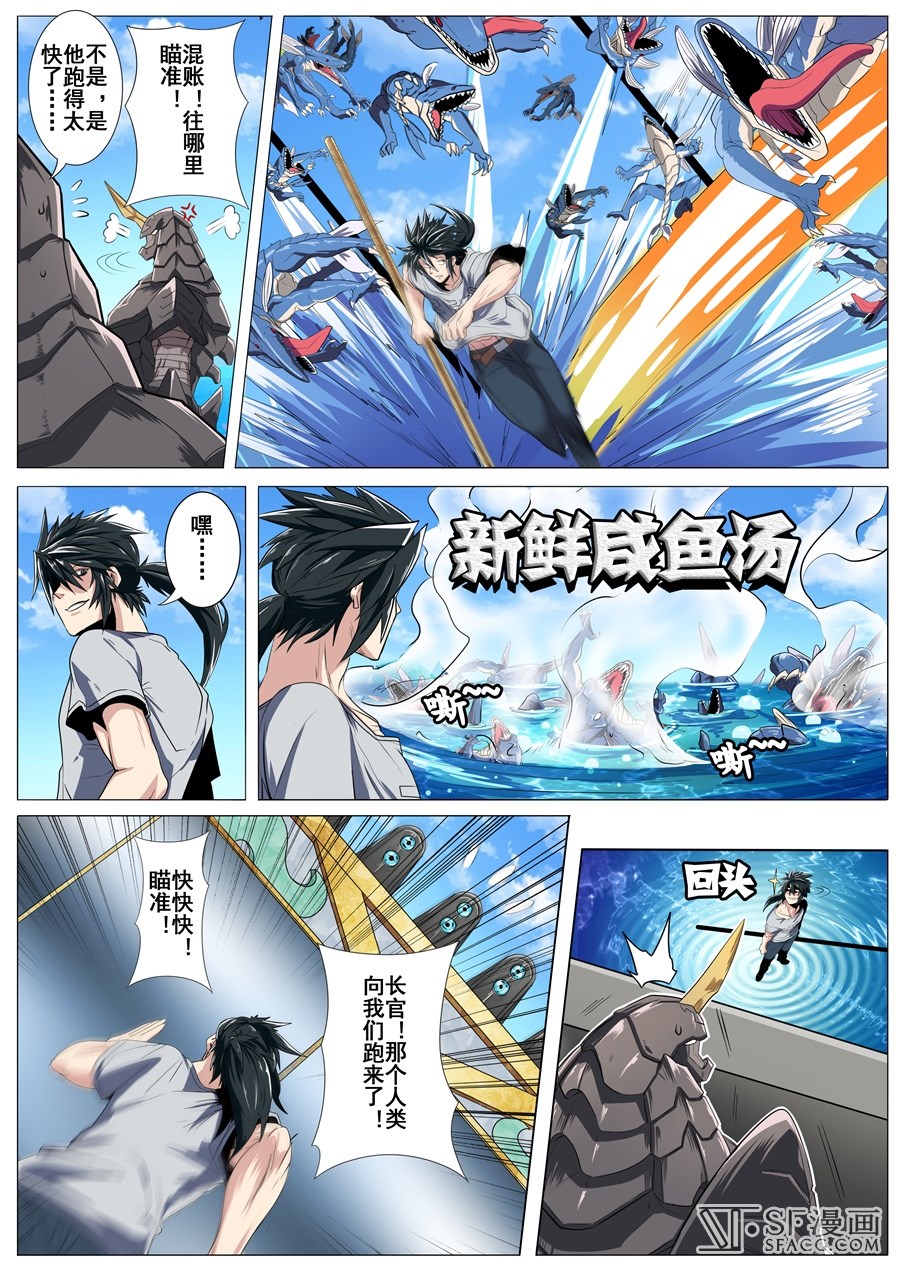 混账！往哪里
瞄准！
不是，是
他跑得太
快了……
嘿……
新鲜咸鱼汤
嘶~~
嘶~~
回头
长官！那个人类
向我们跑来了！
快快快！
瞄准！
SF漫画
SFACG.COM